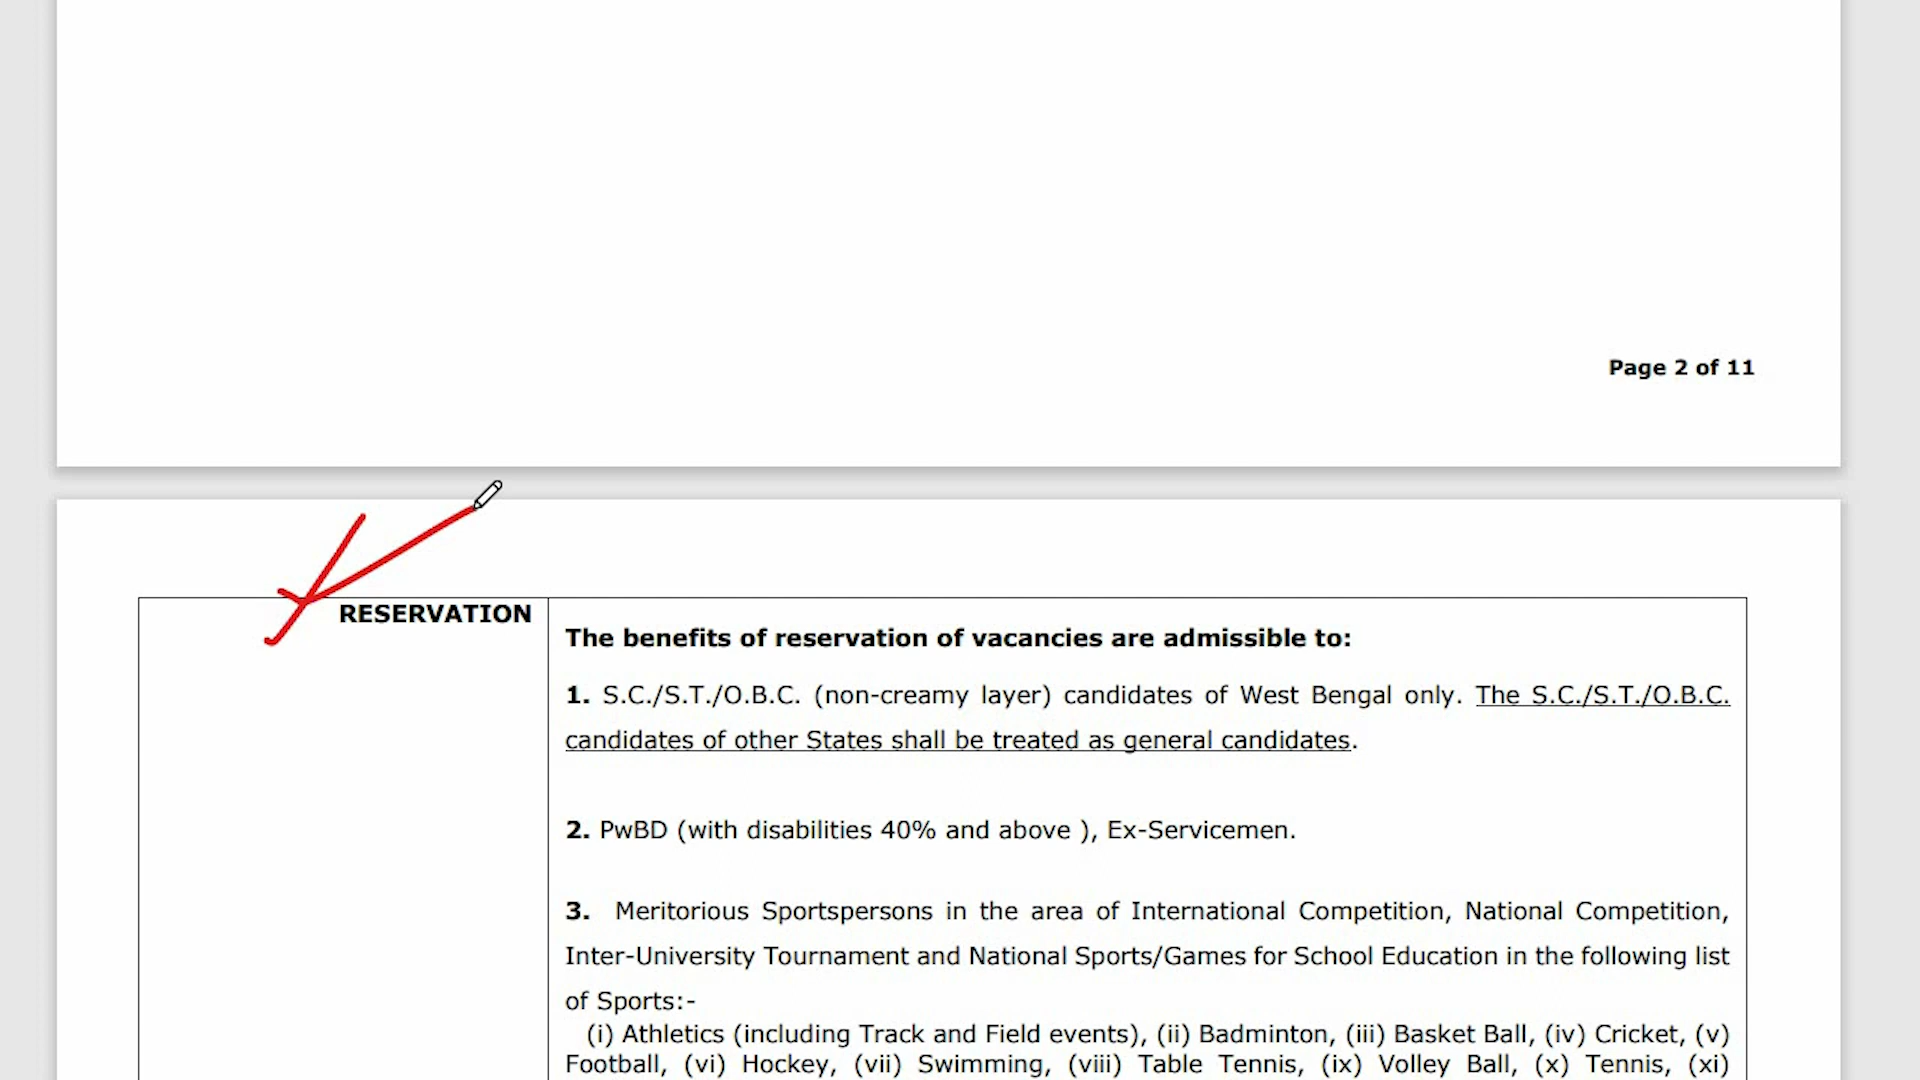 Page 2 of 11
RESERVATION
The benefits of reservation of vacancies are admissible to:
1. S.C./S.T./O.B.C. (non-creamy layer) candidates of West Bengal only. The S.C./S.T./O.B.C.
candidates of other States shall be treated as general candidates.
2. PwBD (with disabilities 40% and above ), Ex-Servicemen.
3. Meritorious Sportspersons in the area of International Competition, National Competition,
Inter-University Tournament and National Sports/Games for School Education in the following list
of Sports:-
(i) Athletics (including Track and Field events), (ii) Badminton, (iii) Basket Ball, (iv) Cricket, (v)
Football, (vi) Hockey, (vii) Swimming, (viii) Table Tennis, (ix) Volley Ball, (x) Tennis, (xi)